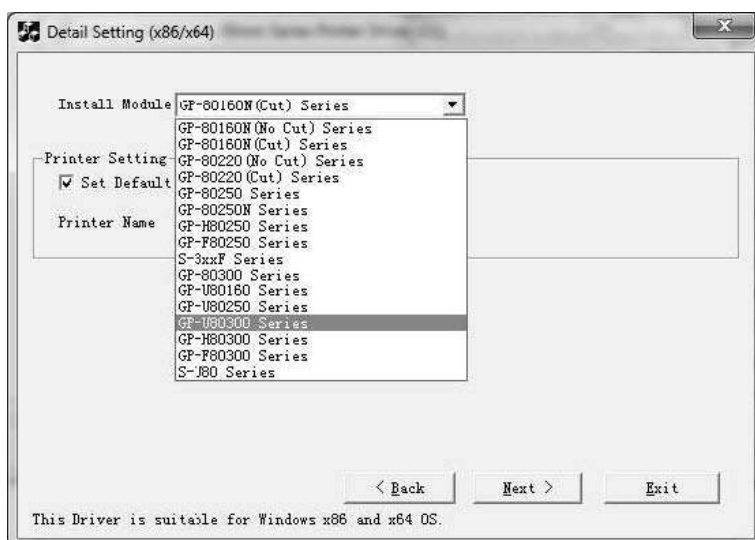 Detail Setting (x86/x64)
Install Module GP-80160N(Cut) Series
GP-80160N(No Cut) Series
GP-80160N(Cut) Series
GP-80220(No Cut) Series
GP-80220(Cut) Series
GP-80250 Series
GP-80250N Series
GP-H80250 Series
GP-F80250 Series
S-3xxF Series
GP-80300 Series
GP-U80160 Series
GP-U80250 Series
GP-U80300 Series
GP-H80300 Series
GP-F80300 Series
S-J80 Series
Printer Setting
Set Default
Printer Name
< Back
Next >
Exit
This Driver is suitable for Windows x86 and x64 OS.